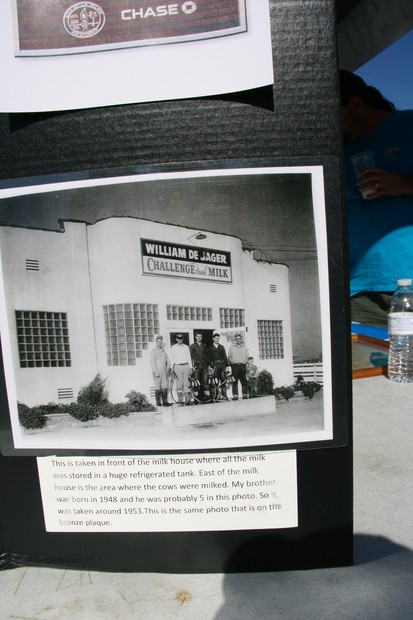 CHASE
WILLIAM DE JAGER
CHALLENGE MILK
This is taken in front of the milk house where all the milk
was stored in a huge refrigerated tank. East of the milk
house is the area where the cows were milked. My brother
was born in 1948 and he was probably 5 in this photo. So it
was taken around 1953.This is the same photo that is on the
bronze plaque.